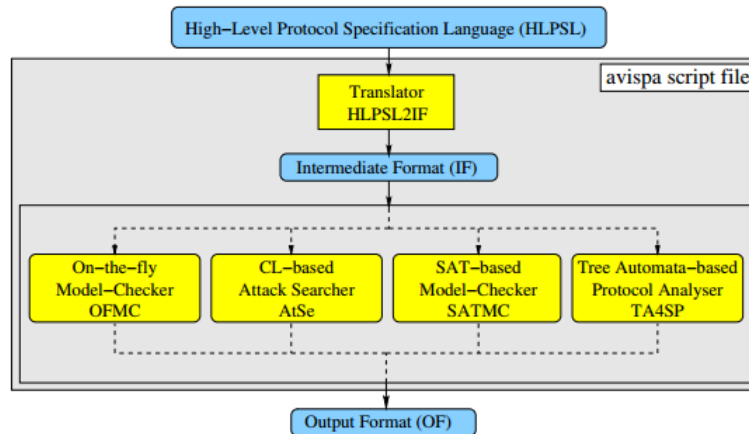 High−Level Protocol Specification Language (HLPSL)
avispa script file
Translator
HLPSL2IF
Intermediate Format (IF)
On−the−fly
Model−Checker
OFMC
CL−based
Attack Searcher
AtSe
SAT−based
Model−Checker
SATMC
Tree Automata−based
Protocol Analyser
TA4SP
Output Format (OF)